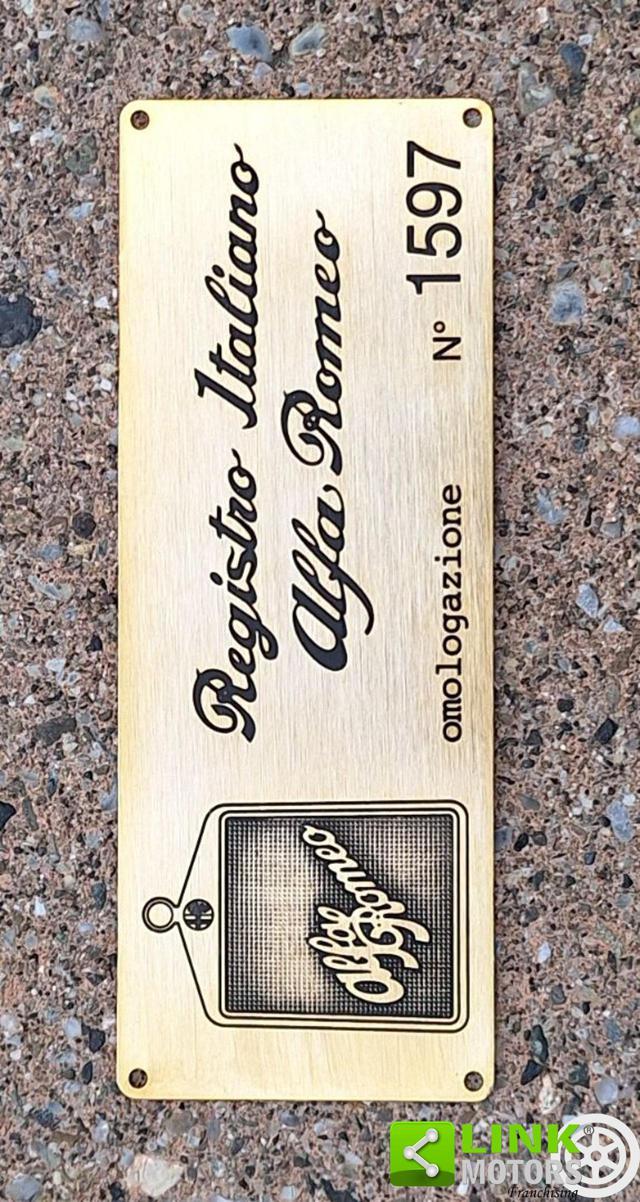 Registro Italiano
Alfa Romeo
omologazione N° 1597
Alfa
Romeo
LINK
MOTORS
Franchising
®